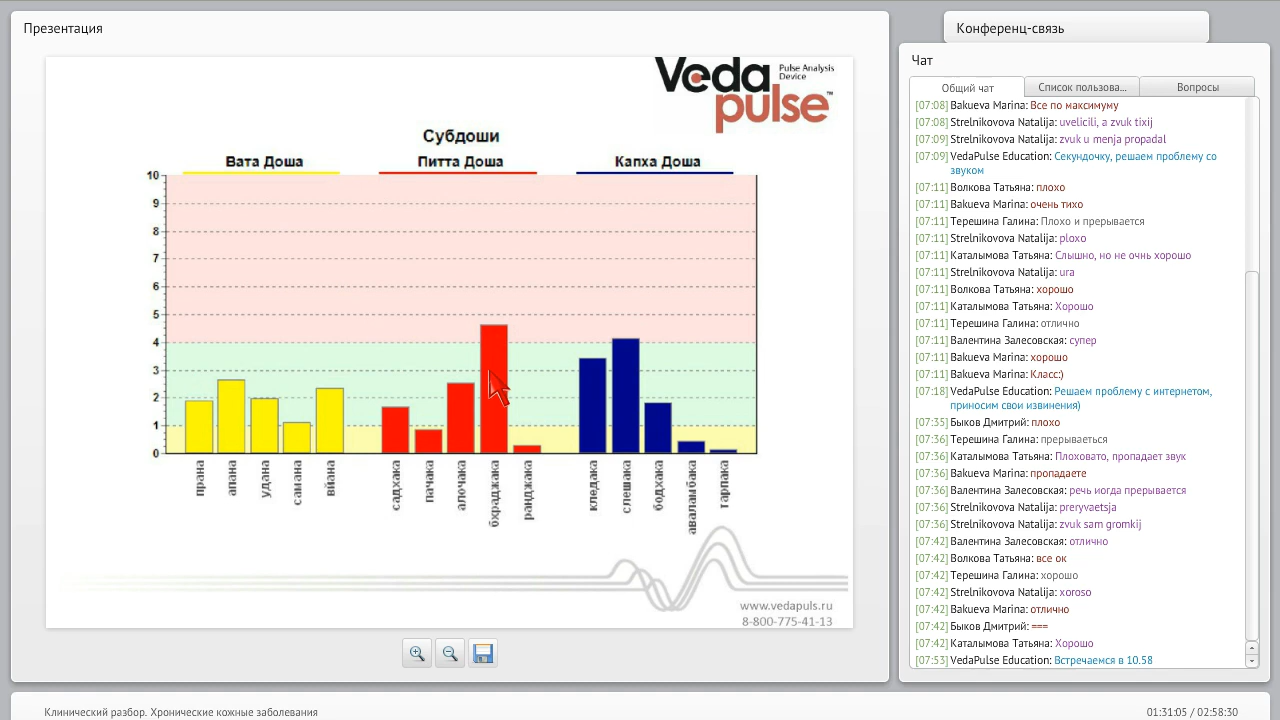 Презентация
Veda
pulse™
Pulse Analysis
Device
Субдоши
Вата Доша
Питта Доша
Капха Доша
10
9
8
7
6
5
4
3
2
1
0
прана
апана
удана
самана
вйана
садхака
пачака
алочака
бхраджака
ранджака
кледака
слешака
бодхака
аваламбака
тарпака
www.vedapuls.ru
8-800-775-41-13
Конференц-связь
Чат
Общий чат
Список пользова...
Вопросы
[07:08] Bakueva Marina: Все по максимуму
[07:08] Strelnikovova Natalija: uvelicili, a zvuk tixij
[07:09] Strelnikovova Natalija: zvuk u menja propadal
[07:09] VedaPulse Education: Секундочку, решаем проблему со
звуком
[07:11] Волкова Татьяна: плохо
[07:11] Bakueva Marina: очень тихо
[07:11] Терешина Галина: Плохо и прерывается
[07:11] Strelnikovova Natalija: ploxo
[07:11] Каталымова Татьяна: Слышно, но не очнь хорошо
[07:11] Strelnikovova Natalija: ura
[07:11] Волкова Татьяна: хорошо
[07:11] Каталымова Татьяна: Хорошо
[07:11] Терешина Галина: отлично
[07:11] Валентина Залесовская: супер
[07:11] Bakueva Marina: хорошо
[07:11] Bakueva Marina: Класс:)
[07:18] VedaPulse Education: Решаем проблему с интернетом,
приносим свои извинения)
[07:35] Быков Дмитрий: плохо
[07:36] Терешина Галина: прерываеться
[07:36] Каталымова Татьяна: Плоховато, пропадает звук
[07:36] Bakueva Marina: пропадаете
[07:36] Валентина Залесовская: речь иогда прерывается
[07:36] Strelnikovova Natalija: preryvaetsja
[07:36] Strelnikovova Natalija: zvuk sam gromkij
[07:42] Валентина Залесовская: отлично
[07:42] Волкова Татьяна: все ок
[07:42] Терешина Галина: хорошо
[07:42] Strelnikovova Natalija: xoroso
[07:42] Bakueva Marina: отлично
[07:42] Быков Дмитрий: ===
[07:42] Каталымова Татьяна: Хорошо
[07:53] VedaPulse Education: Встречаемся в 10.58
Клинический разбор. Хронические кожные заболевания
01:31:05 / 02:58:30